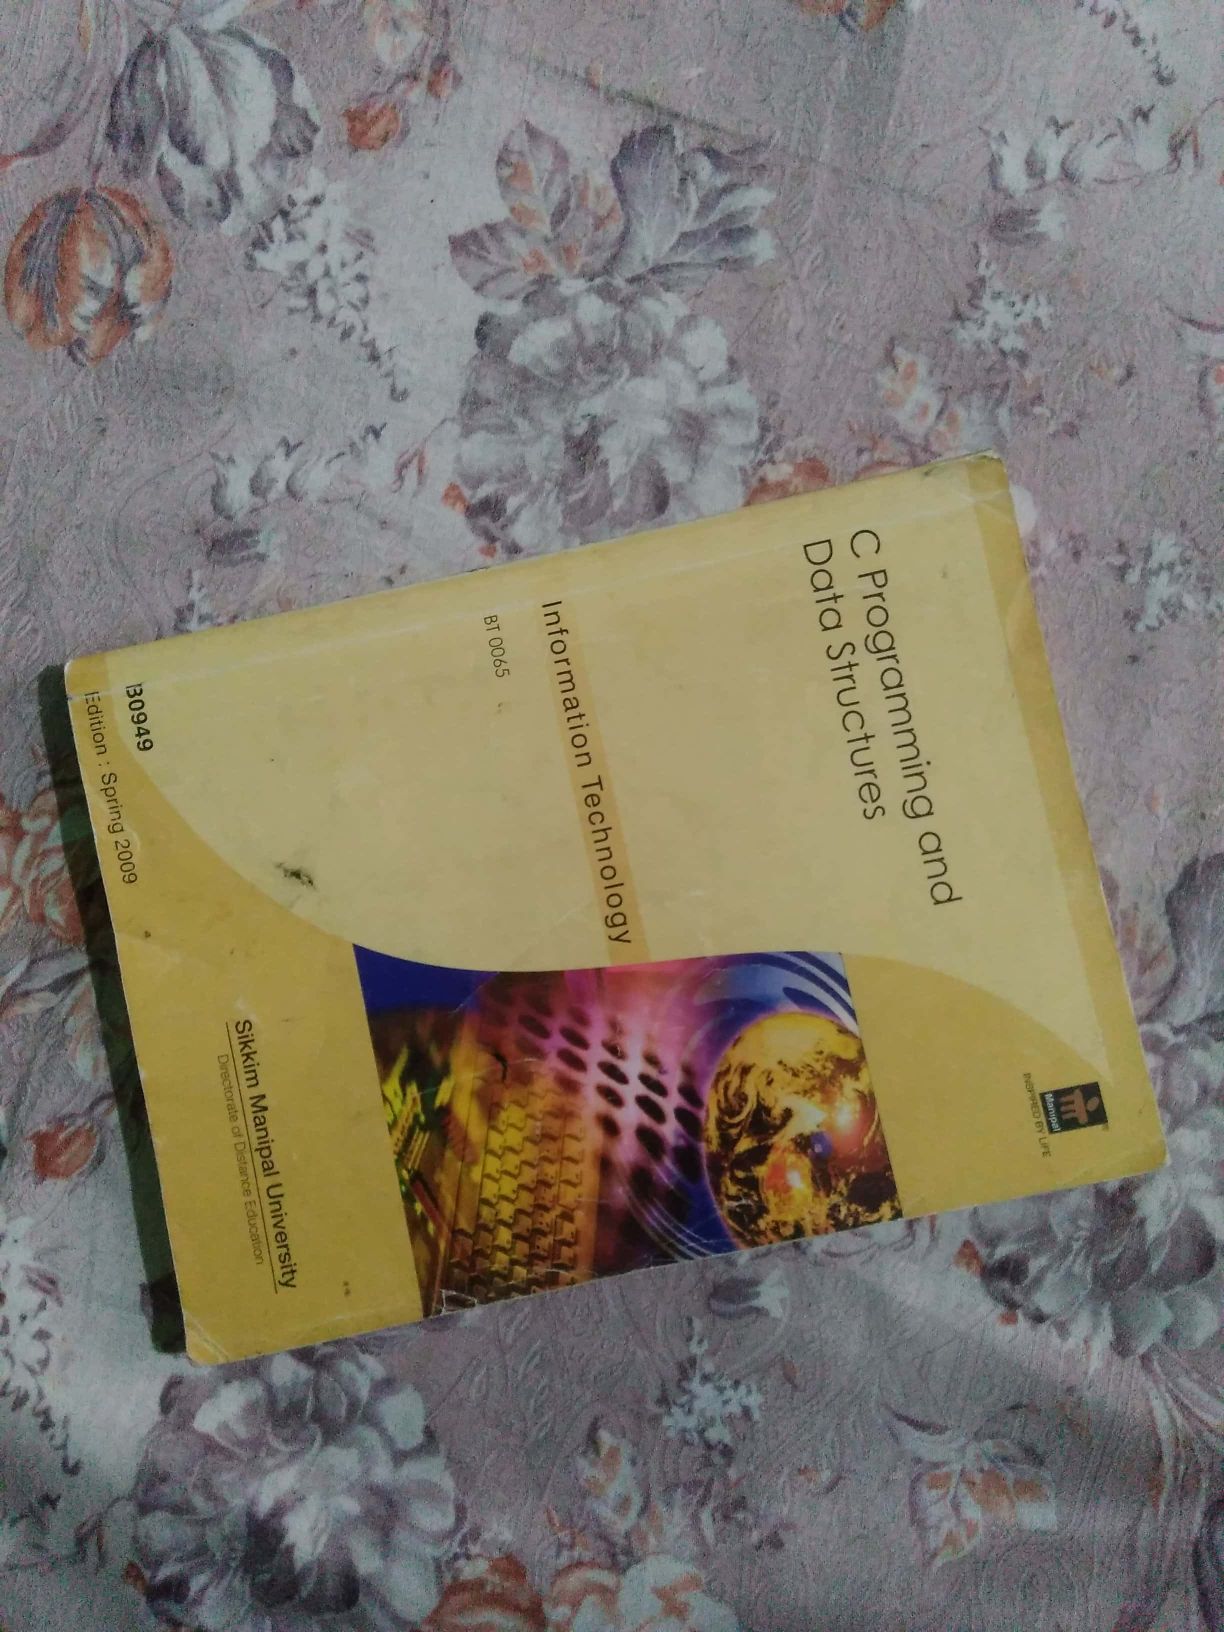 Manipal
INSPIRED BY LIFE
C Programming and
Data Structures
Information Technology
BT 0065
B0949
Edition : Spring 2009
Sikkim Manipal University
Directorate of Distance Education